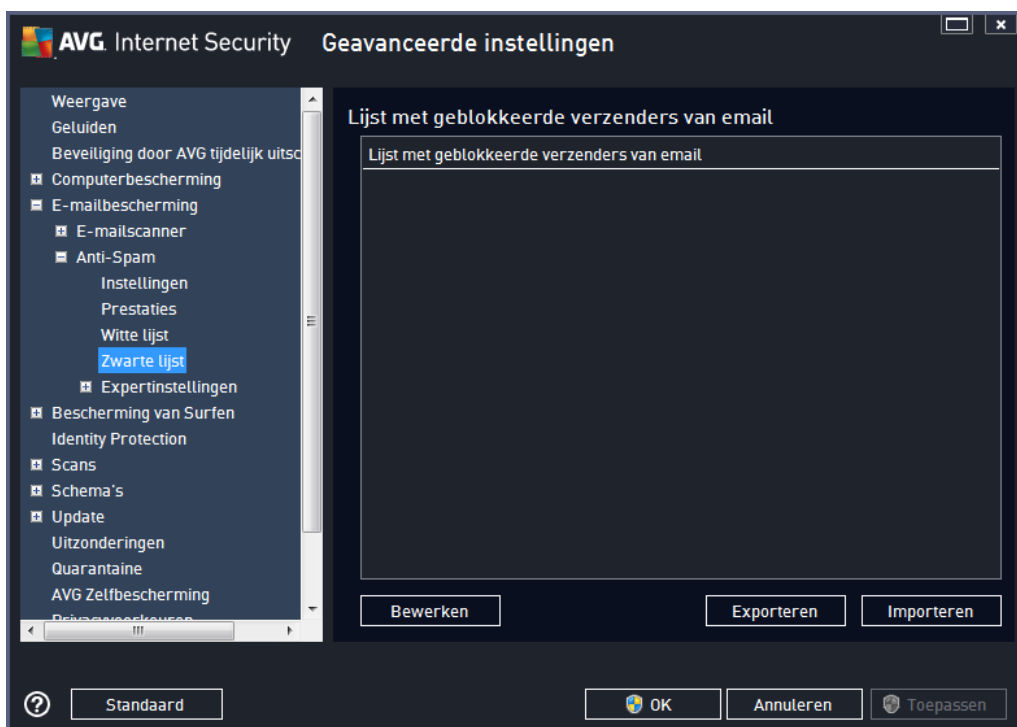 AVG. Internet Security Geavanceerde instellingen
Weergave
Geluiden
Beveiliging door AVG tijdelijk uitsc
Computerbescherming
E-mailbescherming
E-mailscanner
Anti-Spam
Instellingen
Prestaties
Witte lijst
Zwarte lijst
Expertinstellingen
Bescherming van Surfen
Identity Protection
Scans
Schema's
Update
Uitzonderingen
Quarantaine
AVG Zelfbescherming
Privacyvoorkeuren
Lijst met geblokkeerde verzenders van email
Lijst met geblokkeerde verzenders van email
Bewerken
Exporteren
Importeren
Standaard
OK
Annuleren
Toepassen